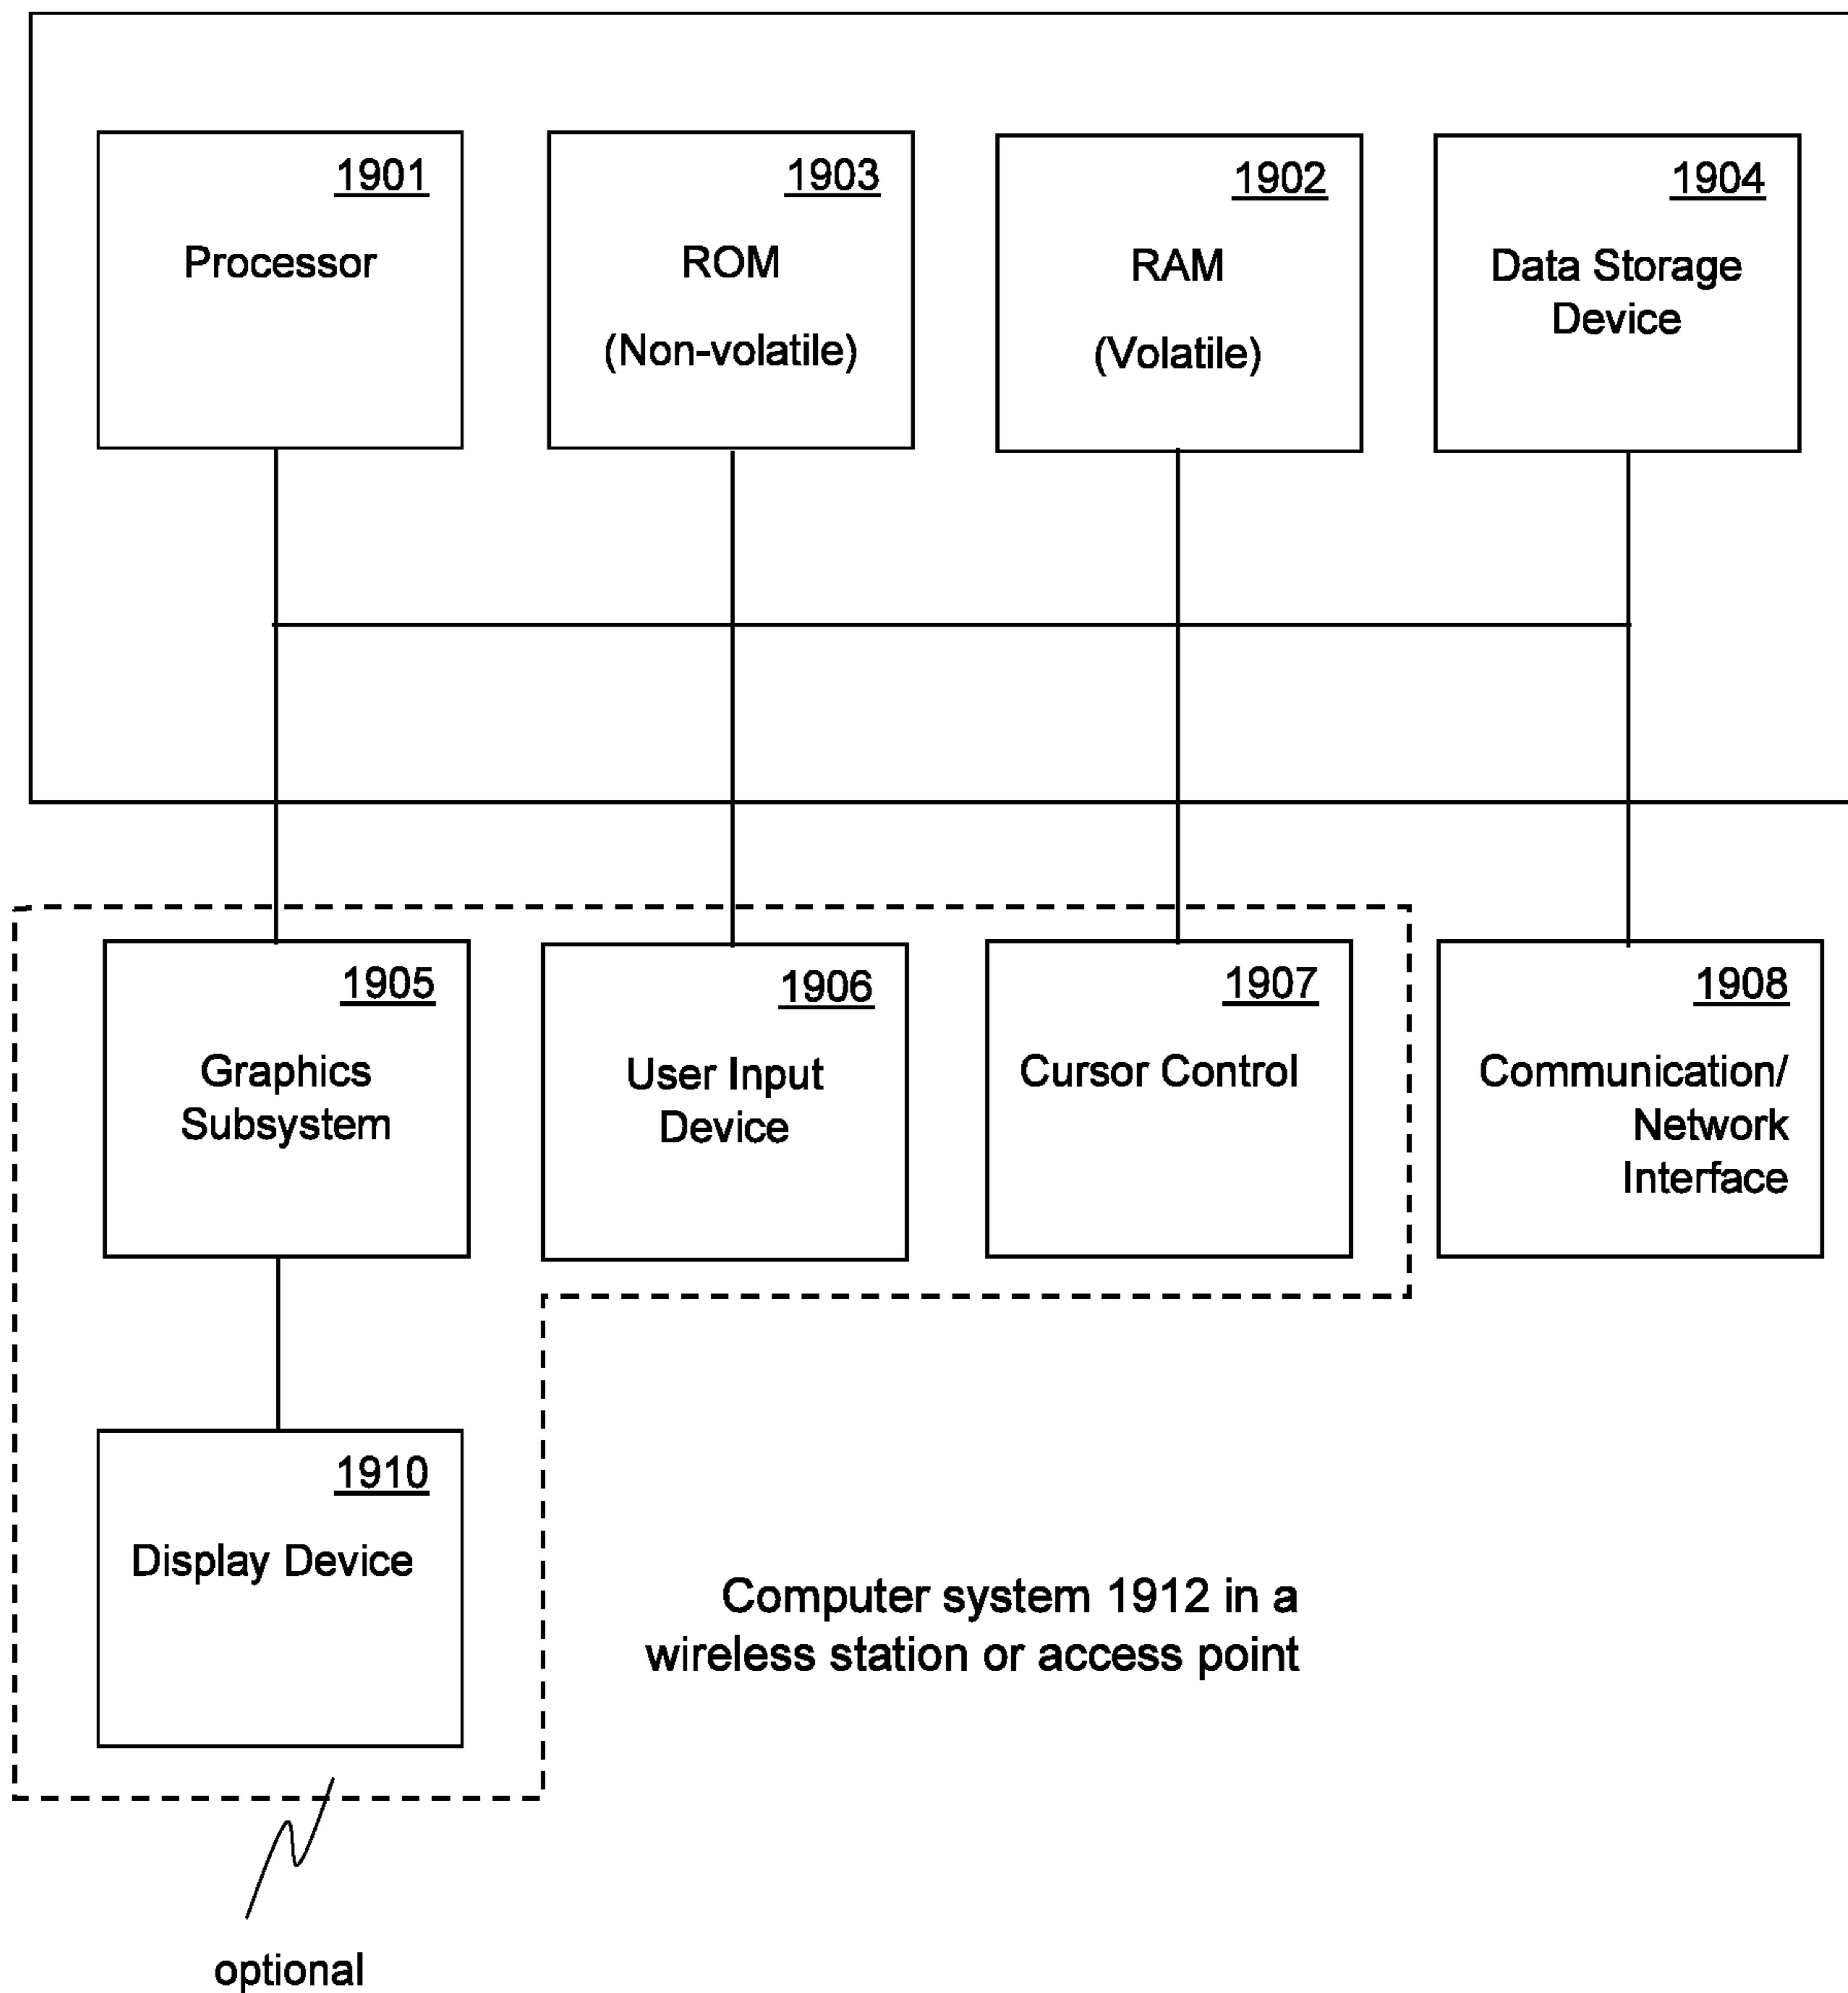 1901
Processor
1903
ROM
(Non-volatile)
1902
RAM
(Volatile)
1904
Data Storage
Device
1905
Graphics
Subsystem
1906
User Input
Device
1907
Cursor Control
1908
Communication/
Network
Interface
1910
Display Device
Computer system 1912 in a
wireless station or access point
optional